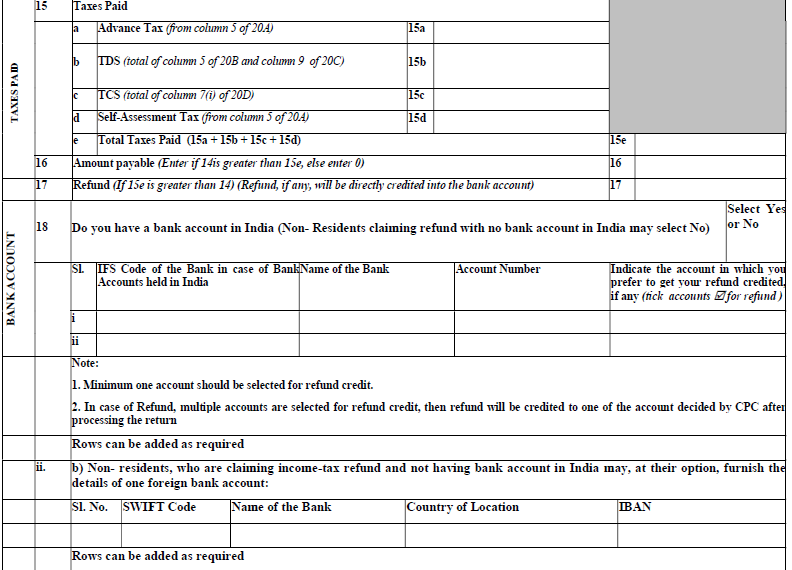 15 Taxes Paid
a Advance Tax (from column 5 of 20A) 15a
b TDS (total of column 5 of 20B and column 9 of 20C) 15b
c TCS (total of column 7(i) of 20D) 15c
d Self-Assessment Tax (from column 5 of 20A) 15d
e Total Taxes Paid (15a + 15b + 15c + 15d) 15e
TAXES PAID
16 Amount payable (Enter if 14is greater than 15e, else enter 0) 16
17 Refund (If 15e is greater than 14) (Refund, if any, will be directly credited into the bank account) 17
BANK ACCOUNT
18 Do you have a bank account in India (Non- Residents claiming refund with no bank account in India may select No)
Select Yes
or No
Sl. IFS Code of the Bank in case of Bank Name of the Bank Account Number Indicate the account in which you
Accounts held in India prefer to get your refund credited,
if any (tick accounts ☑ for refund )
i
ii
Note:
1. Minimum one account should be selected for refund credit.
2. In case of Refund, multiple accounts are selected for refund credit, then refund will be credited to one of the account decided by CPC after
processing the return
Rows can be added as required
ii. b) Non- residents, who are claiming income-tax refund and not having bank account in India may, at their option, furnish the
details of one foreign bank account:
Sl. No. SWIFT Code Name of the Bank Country of Location IBAN
Rows can be added as required